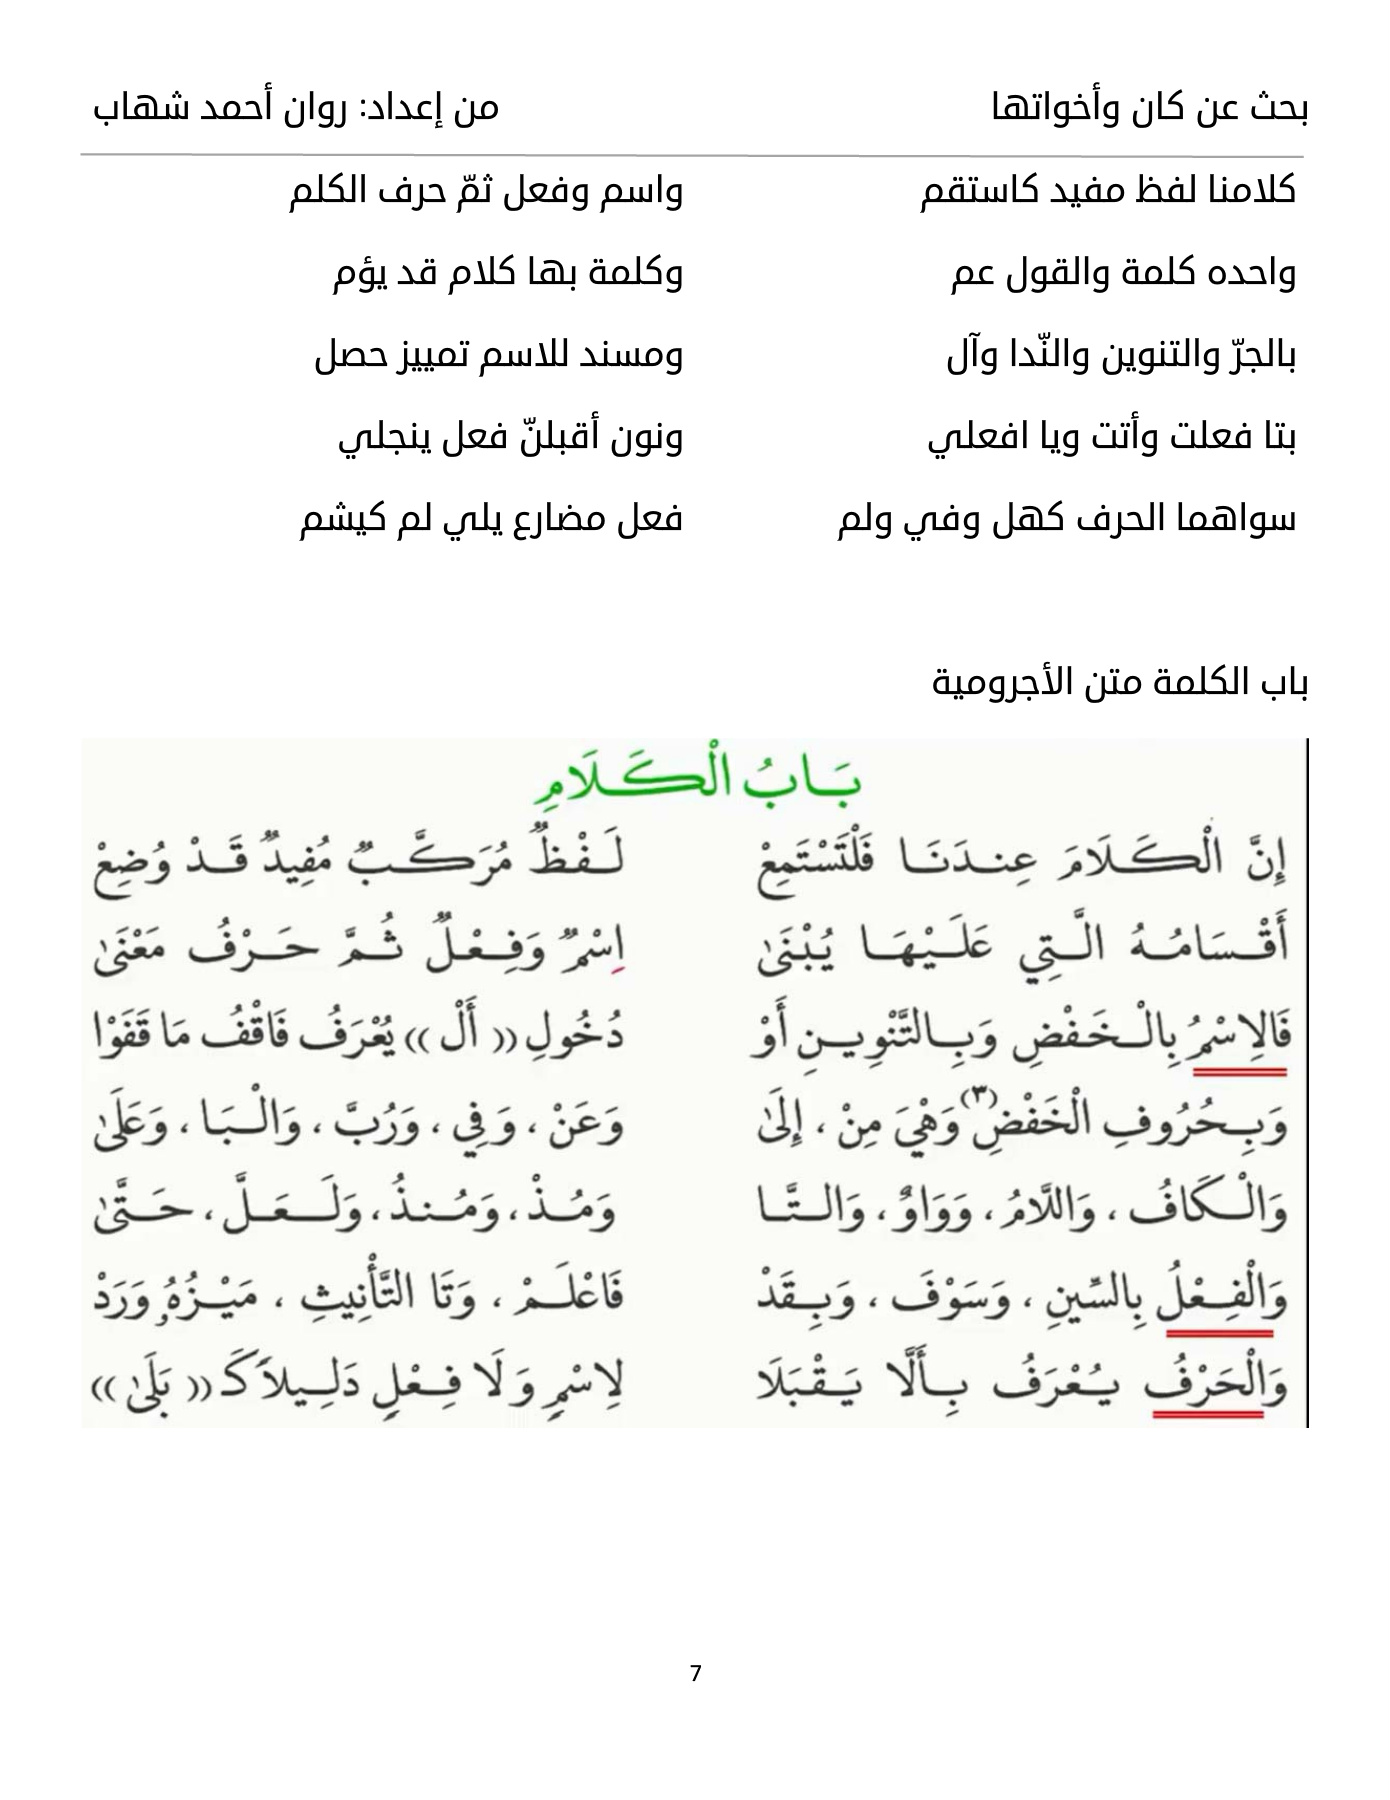 بحث عن كان وأخواتها من إعداد: روان أحمد شهاب
كلامنا لفظ مفيد كاستقم واسم وفعل ثمّ حرف الكلم
واحده كلمة والقول عم وكلمة بها كلام قد يؤم
بالجرّ والتنوين والنّدا وآل ومسند للاسم تمييز حصل
بتا فعلت وأتت ويا افعلي ونون أقبلنّ فعل ينجلي
سواهما الحرف كهل وفي ولم فعل مضارع يلي لم كيشم
باب الكلمة متن الأجرومية
بَابُ الْكَلَامِ
إِنَّ الْكَلَامَ عِندَنَا فَلْتَسْتَمِعْ لَفْظٌ مُرَكَّبٌ مُفِيدٌ قَدْ وُضِعْ
أَقْسَامُهُ الَّتِي عَلَيْهَا يُبْنَىٰ اِسْمٌ وَفِعْلٌ ثُمَّ حَرْفُ مَعْنَىٰ
فَالِاسْمُ بِالْخَفْضِ وَبِالتَّنْوِينِ أَوْ دُخُولِ (( أَلْ )) يُعْرَفُ فَاقْفُ مَا قَفَوْا
وَبِحُرُوفِ الْخَفْضِ(٣) وَهْيَ مِنْ ، إِلَىٰ وَعَنْ ، وَفِي ، وَرُبَّ ، وَالْبَا ، وَعَلَىٰ
وَالْكَافُ ، وَاللَّامُ ، وَوَاوٌ ، وَالتَّا وَمُذْ ، وَمُنذُ ، وَلَعَلَّ ، حَتَّىٰ
وَالْفِعْلُ بِالسِّينِ ، وَسَوْفَ ، وَبِقَدْ فَاعْلَمْ ، وَتَا التَّأْنِيثِ ، مَيْزُهُ وَرَدْ
وَالْحَرْفُ يُعْرَفُ بِأَلَّا يَقْبَلَا لِاسْمٍ وَلَا فِعْلٍ دَلِيلاً كَـ (( بَلَىٰ ))
7